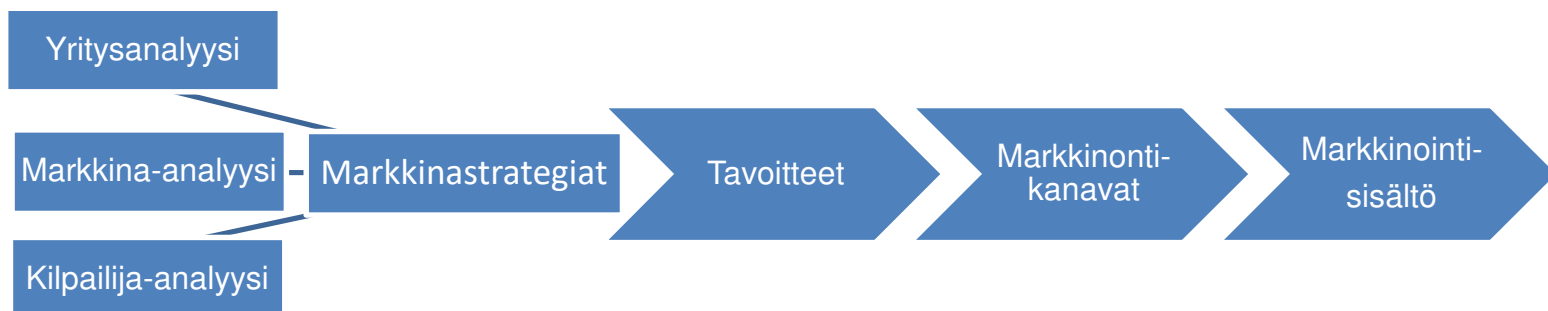 Yritysanalyysi
Markkina-analyysi
Kilpailija-analyysi
Markkinastrategiat
Tavoitteet
Markkinonti-
kanavat
Markkinointi-
sisältö